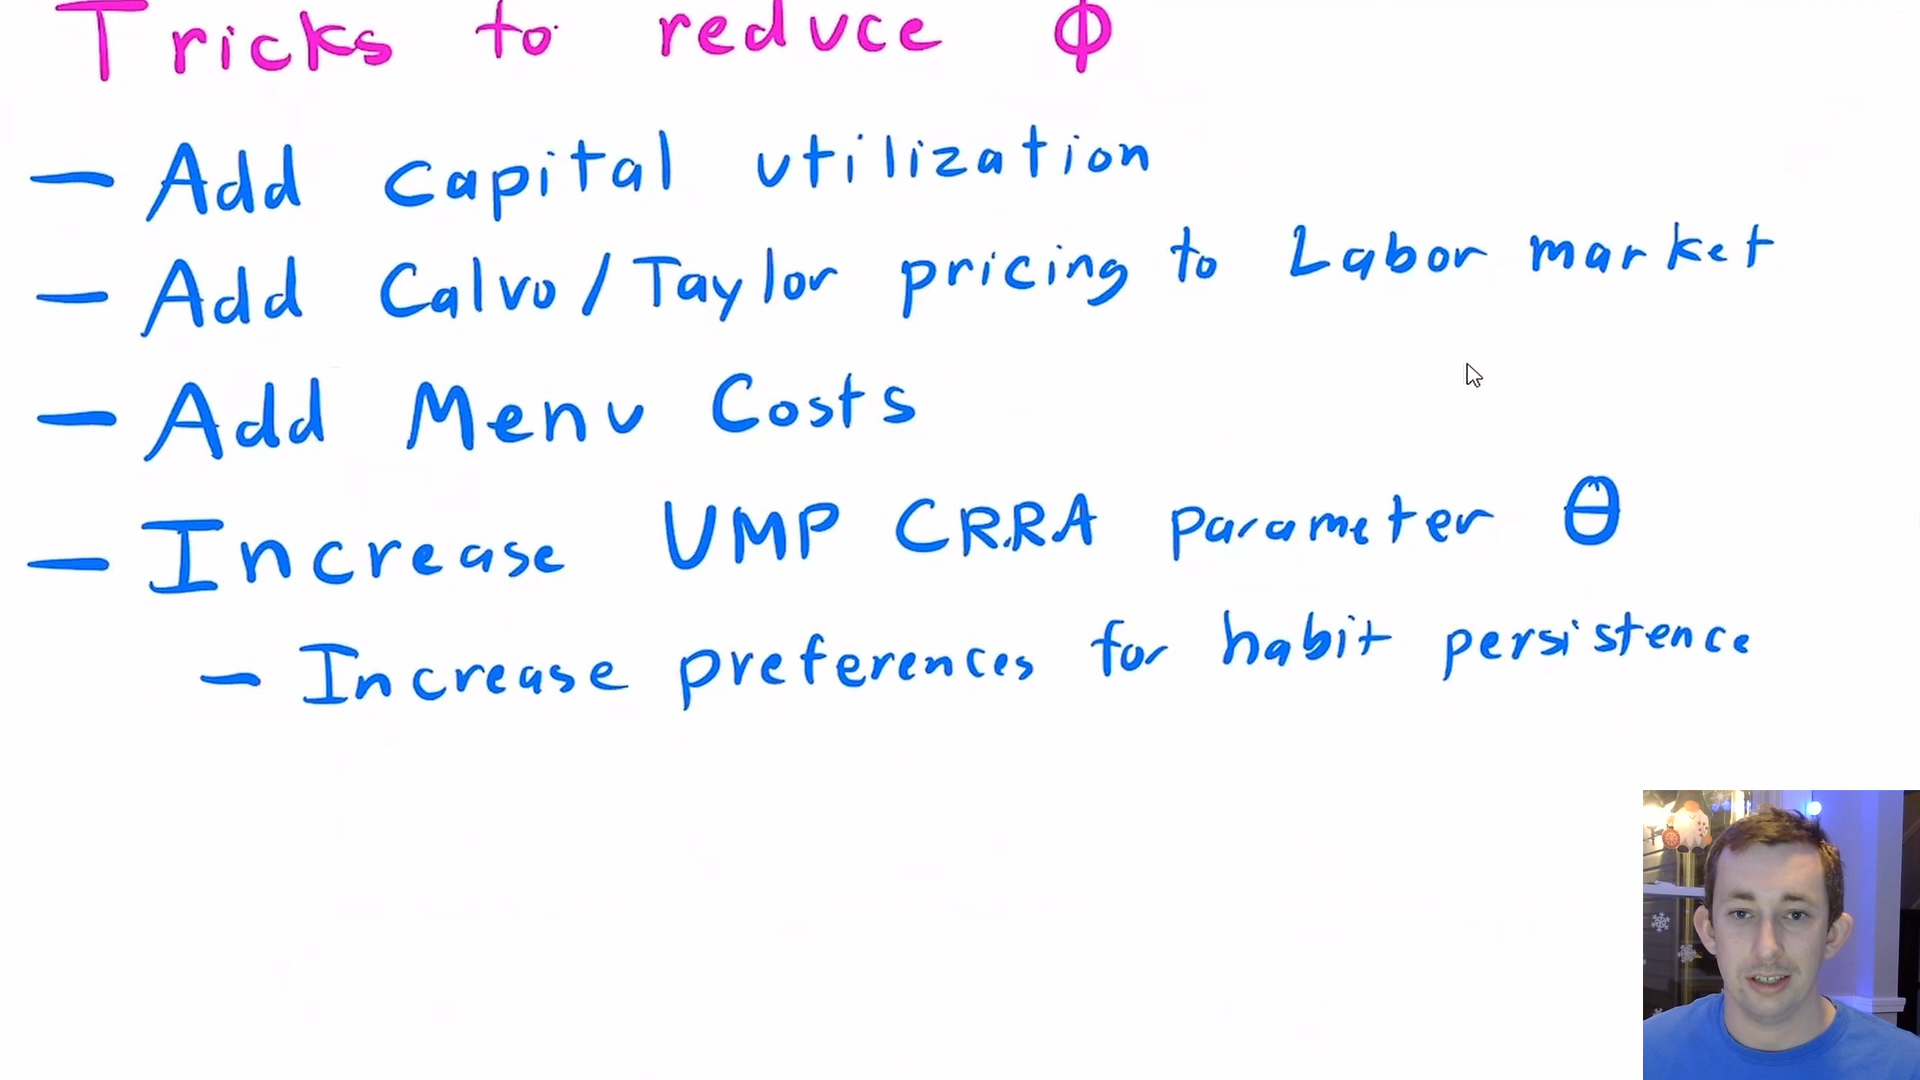 Tricks to reduce Φ
- Add capital utilization
- Add Calvo/Taylor pricing to Labor market
- Add Menu Costs
- Increase UMP CRRA parameter θ
- Increase preferences for habit persistence